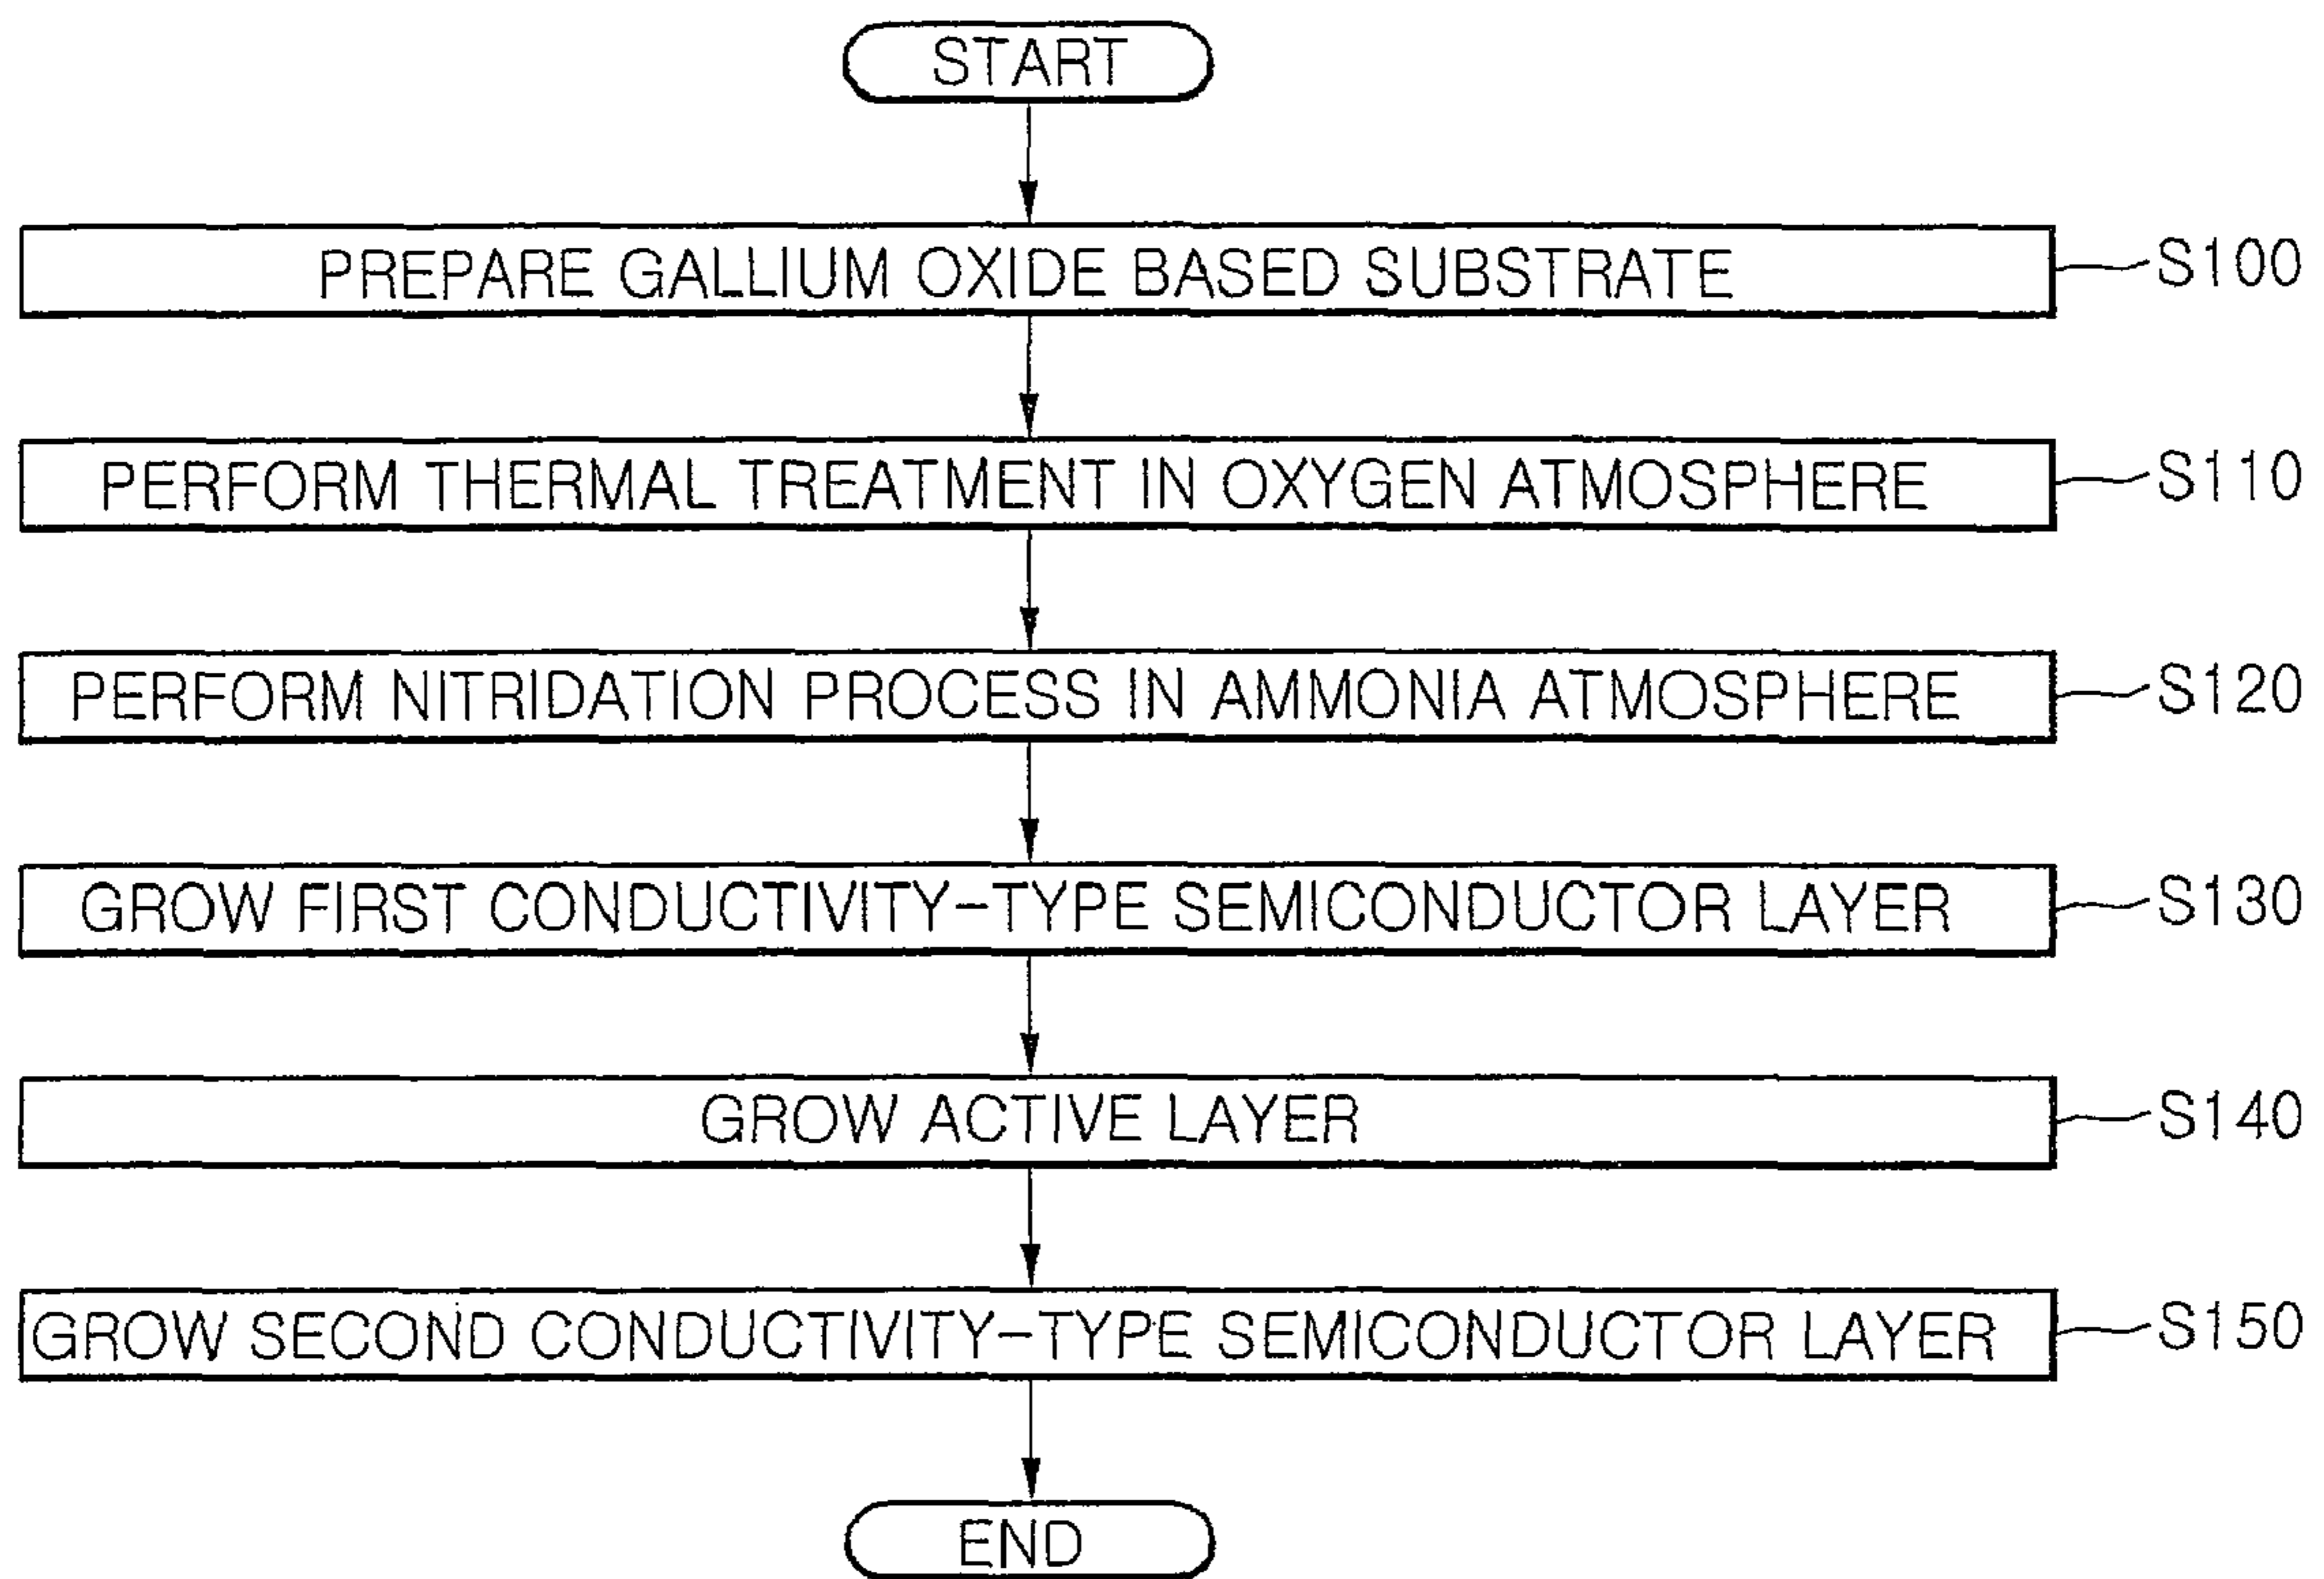 START
PREPARE GALLIUM OXIDE BASED SUBSTRATE S100
PERFORM THERMAL TREATMENT IN OXYGEN ATMOSPHERE S110
PERFORM NITRIDATION PROCESS IN AMMONIA ATMOSPHERE S120
GROW FIRST CONDUCTIVITY-TYPE SEMICONDUCTOR LAYER S130
GROW ACTIVE LAYER S140
GROW SECOND CONDUCTIVITY-TYPE SEMICONDUCTOR LAYER S150
END